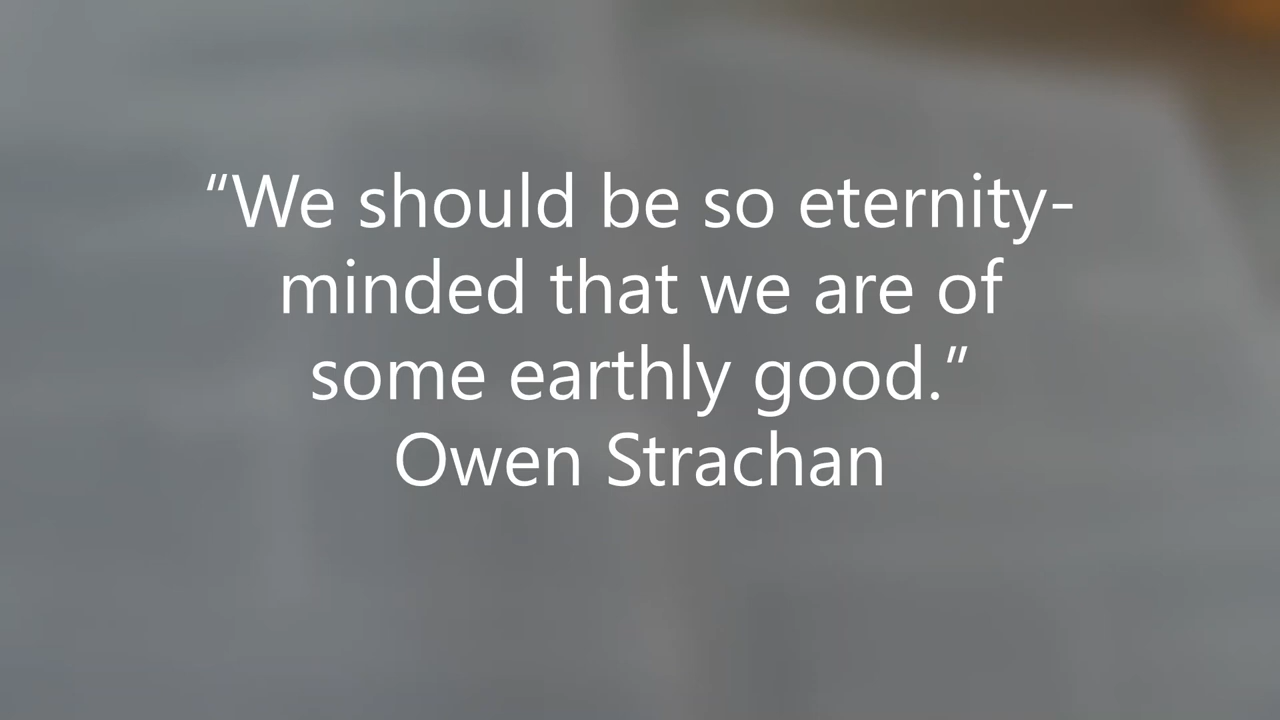 “We should be so eternity-
minded that we are of
some earthly good.”
Owen Strachan